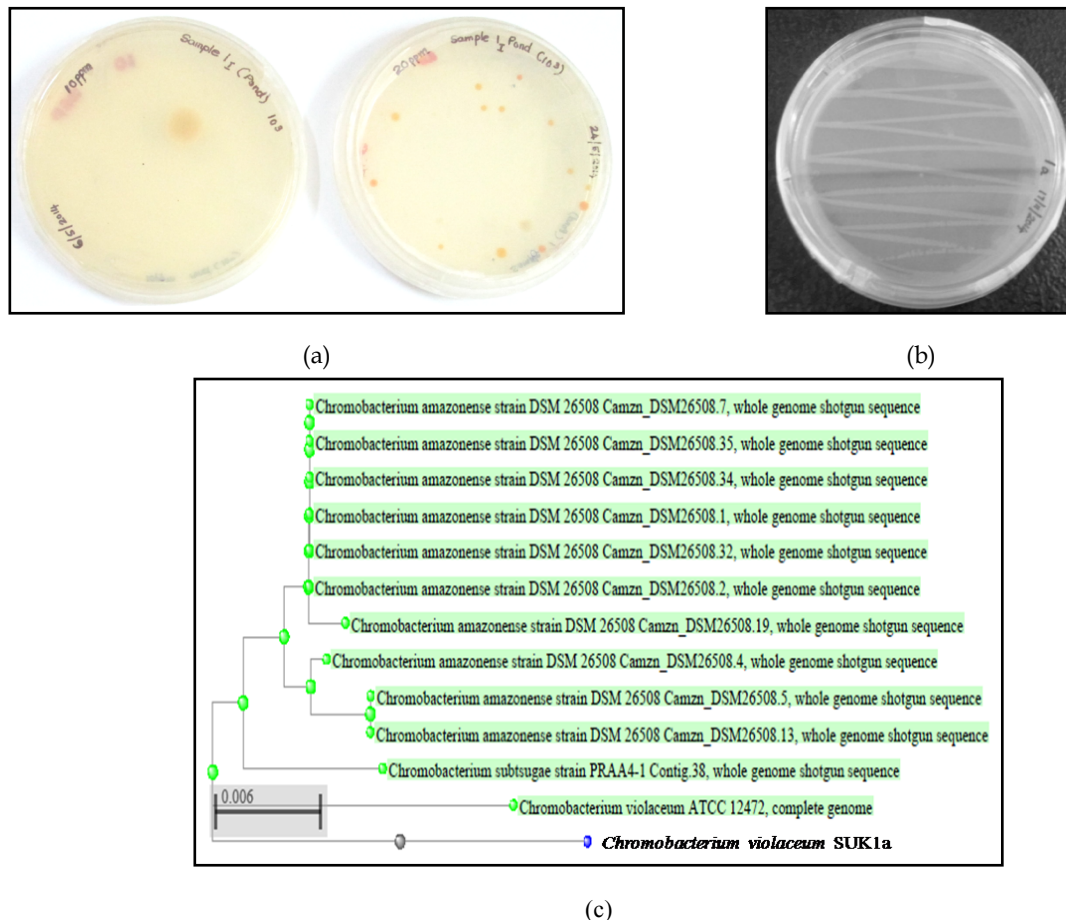 10ppm
Sample 1 I (Pond) 103
6/5/2014
20ppm
Sample 1 I Pond (103)
1a
(a)
(b)
Chromobacterium amazonense strain DSM 26508 Camzn_DSM26508.7, whole genome shotgun sequence
Chromobacterium amazonense strain DSM 26508 Camzn_DSM26508.35, whole genome shotgun sequence
Chromobacterium amazonense strain DSM 26508 Camzn_DSM26508.34, whole genome shotgun sequence
Chromobacterium amazonense strain DSM 26508 Camzn_DSM26508.1, whole genome shotgun sequence
Chromobacterium amazonense strain DSM 26508 Camzn_DSM26508.32, whole genome shotgun sequence
Chromobacterium amazonense strain DSM 26508 Camzn_DSM26508.2, whole genome shotgun sequence
Chromobacterium amazonense strain DSM 26508 Camzn_DSM26508.19, whole genome shotgun sequence
Chromobacterium amazonense strain DSM 26508 Camzn_DSM26508.4, whole genome shotgun sequence
Chromobacterium amazonense strain DSM 26508 Camzn_DSM26508.5, whole genome shotgun sequence
Chromobacterium amazonense strain DSM 26508 Camzn_DSM26508.13, whole genome shotgun sequence
Chromobacterium subtsugae strain PRAA4-1 Contig.38, whole genome shotgun sequence
0.006
Chromobacterium violaceum ATCC 12472, complete genome
Chromobacterium violaceum SUK1a
(c)